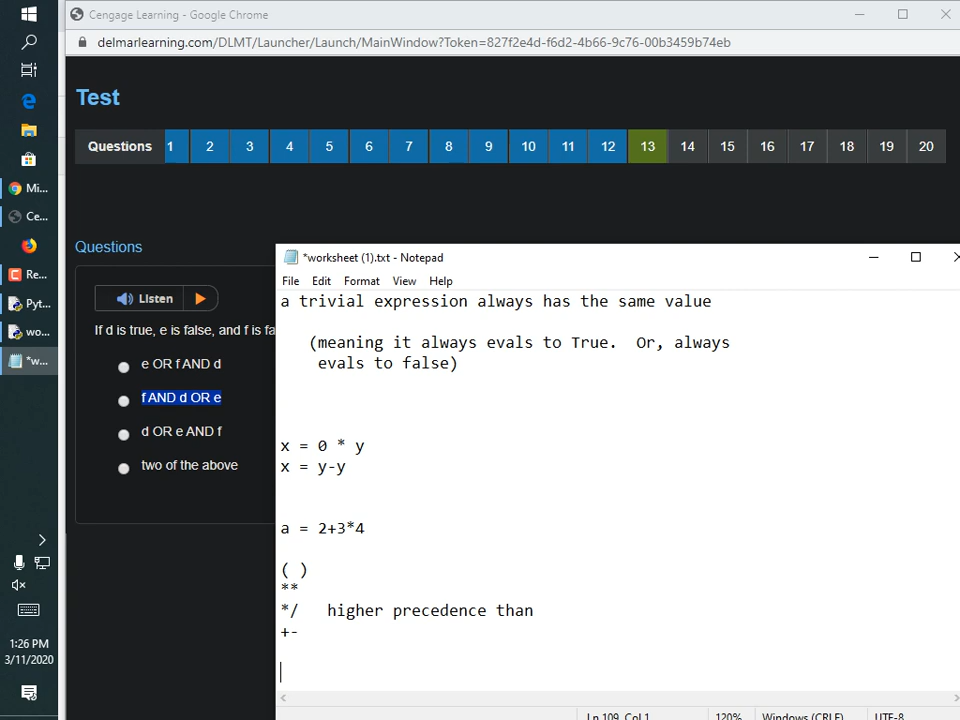 Cengage Learning - Google Chrome
delmarlearning.com/DLMT/Launcher/Launch/MainWindow?Token=827f2e4d-f6d2-4b66-9c76-00b3459b74eb
Test
Questions 1 2 3 4 5 6 7 8 9 10 11 12 13 14 15 16 17 18 19 20
Questions
Listen
If d is true, e is false, and f is fa
e OR f AND d
f AND d OR e
d OR e AND f
two of the above
*worksheet (1).txt - Notepad
File Edit Format View Help
a trivial expression always has the same value
(meaning it always evals to True. Or, always
evals to false)
x = 0 * y
x = y-y
a = 2+3*4
( )
**
*/ higher precedence than
+-
Ln 109, Col 1 120% Windows (CRLF) UTF-8
Mi...
Ce...
Re...
Pyt...
wo...
*w...
1:26 PM
3/11/2020